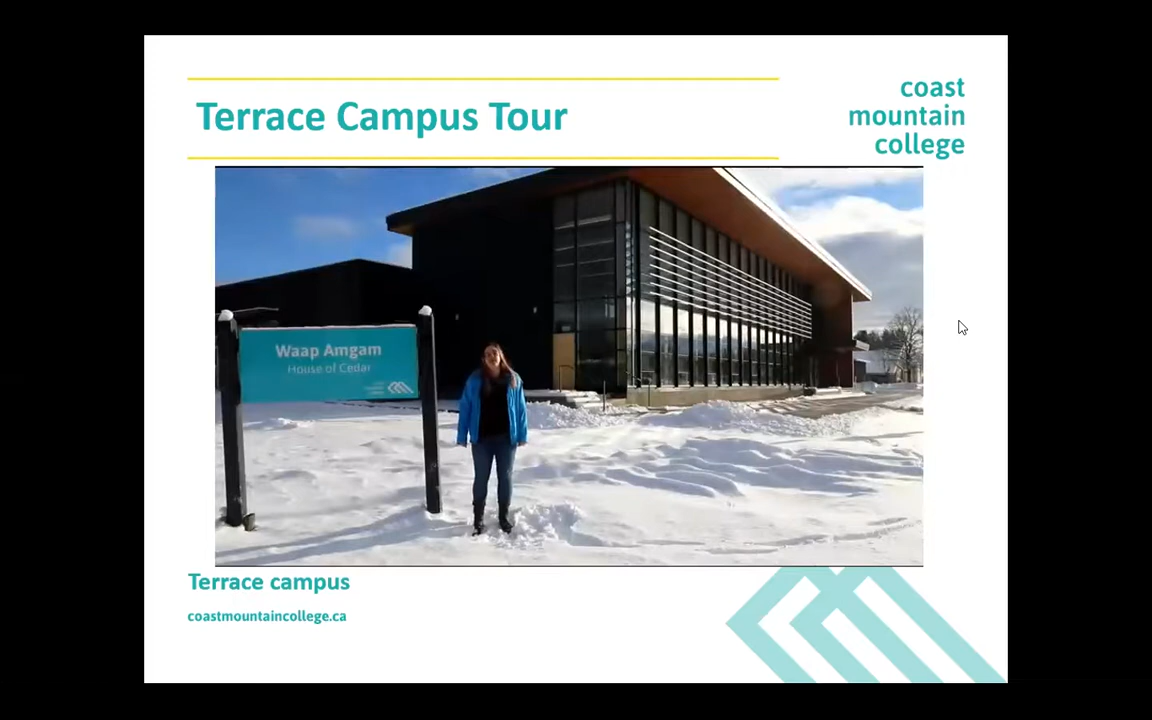 Terrace Campus Tour
coast
mountain
college
Waap Amgam
House of Cedar
Terrace campus
coastmountaincollege.ca